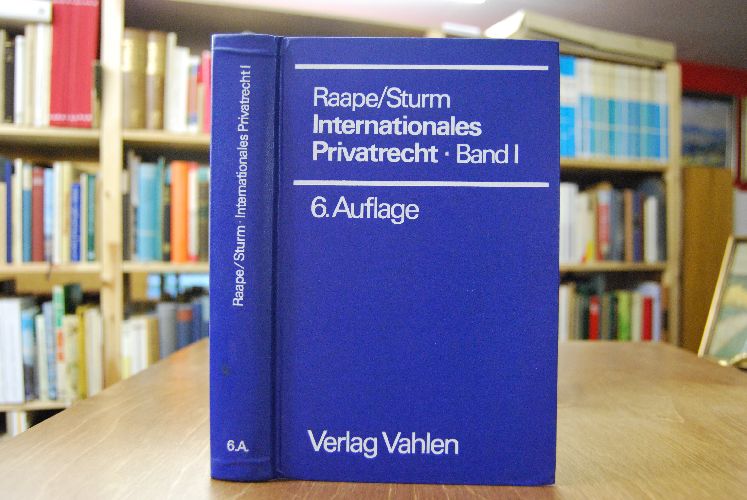 Raape/Sturm · Internationales Privatrecht I
6.A.
Raape/Sturm
Internationales
Privatrecht · Band I
6. Auflage
Verlag Vahlen